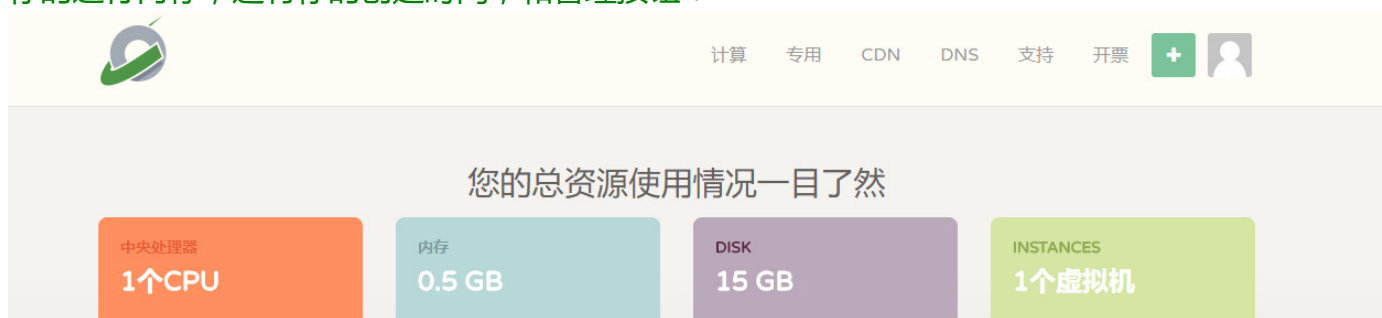 计算 专用 CDN DNS 支持 开票 +
您的总资源使用情况一目了然
中央处理器 内存 DISK INSTANCES
1个CPU 0.5 GB 15 GB 1个虚拟机